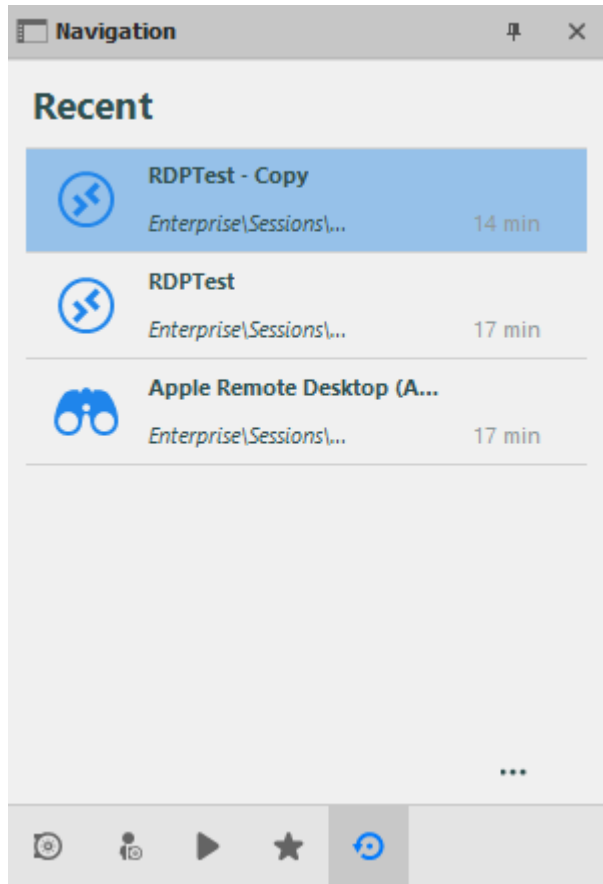 Navigation
Recent
RDPTest - Copy
Enterprise\Sessions\... 14 min
RDPTest
Enterprise\Sessions\... 17 min
Apple Remote Desktop (A...
Enterprise\Sessions\... 17 min
...